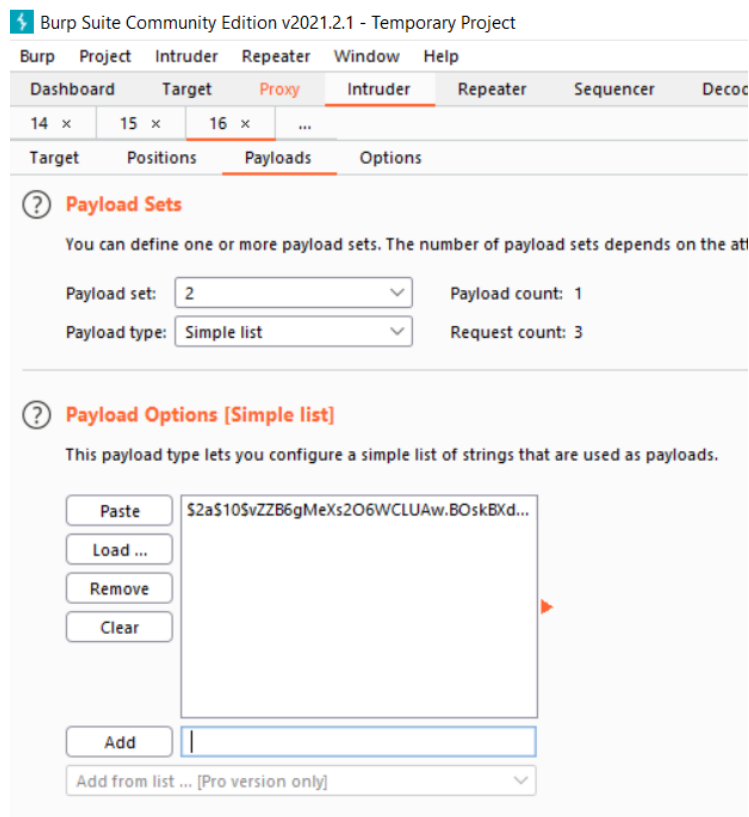 Burp Suite Community Edition v2021.2.1 - Temporary Project
Burp Project Intruder Repeater Window Help
Dashboard Target Proxy Intruder Repeater Sequencer Decod
14 × 15 × 16 × ...
Target Positions Payloads Options
? Payload Sets
You can define one or more payload sets. The number of payload sets depends on the att
Payload set: 2 Payload count: 1
Payload type: Simple list Request count: 3
? Payload Options [Simple list]
This payload type lets you configure a simple list of strings that are used as payloads.
Paste $2a$10$vZZB6gMeXs2O6WCLUAw.BOskBXd...
Load ...
Remove
Clear
Add
Add from list ... [Pro version only]